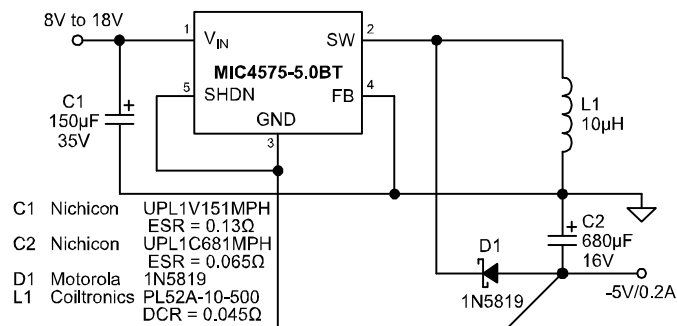 8V to 18V
1
VIN
SW
2
MIC4575-5.0BT
5
SHDN
FB
4
GND
3
C1
150µF
35V
+
L1
10µH
C1 Nichicon UPL1V151MPH
ESR = 0.13Ω
C2 Nichicon UPL1C681MPH
ESR = 0.065Ω
D1 Motorola 1N5819
L1 Coiltronics PL52A-10-500
DCR = 0.045Ω
D1
1N5819
+
C2
680µF
16V
-5V/0.2A